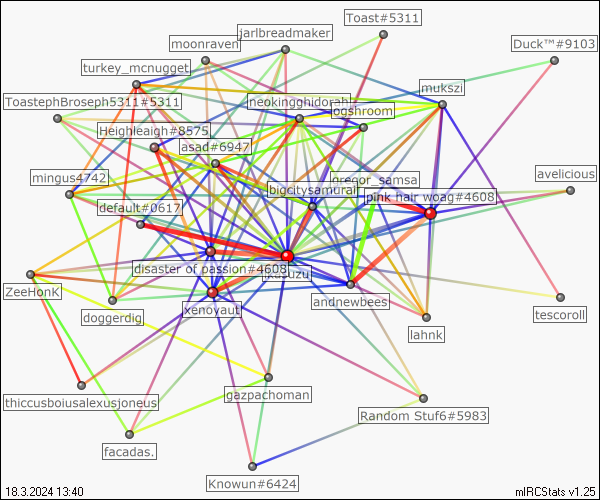 Toast#5311
jarlbreadmaker
moonraven
Duck™#9103
turkey_mcnugget
mukszi
ToastephBroseph5311#5311
neokingghidorah
ogshroom
Heighleaigh#8575
asad#6947
mingus4742
gregor_samsa
avelicious
bigcitysamurai
pink hair woag#4608
default#0617
disaster of passion#4608
ZeeHonK
andnewbees
tescoroll
xenoyaut
doggerdig
lahnk
gazpachoman
thiccusboiusalexusjoneus
Random Stuf6#5983
facadas.
Knowun#6424
18.3.2024 13:40
mIRCStats v1.25